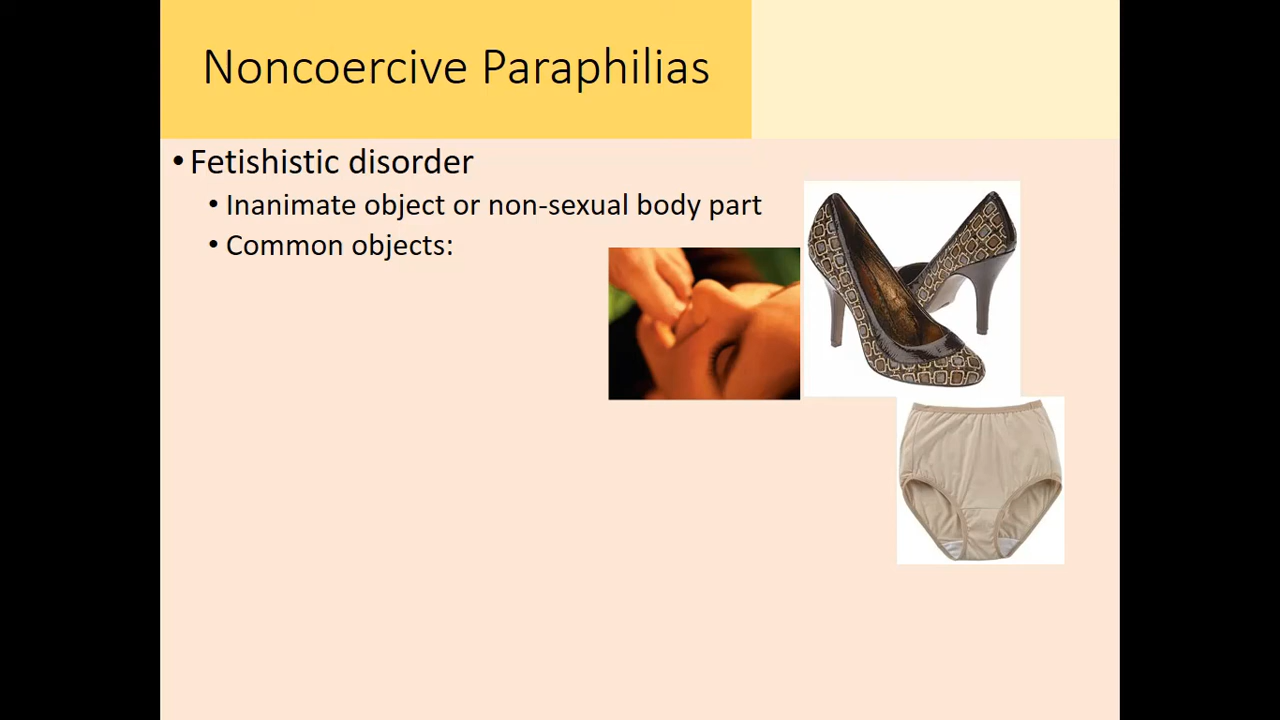 Noncoercive Paraphilias
• Fetishistic disorder
• Inanimate object or non-sexual body part
• Common objects: